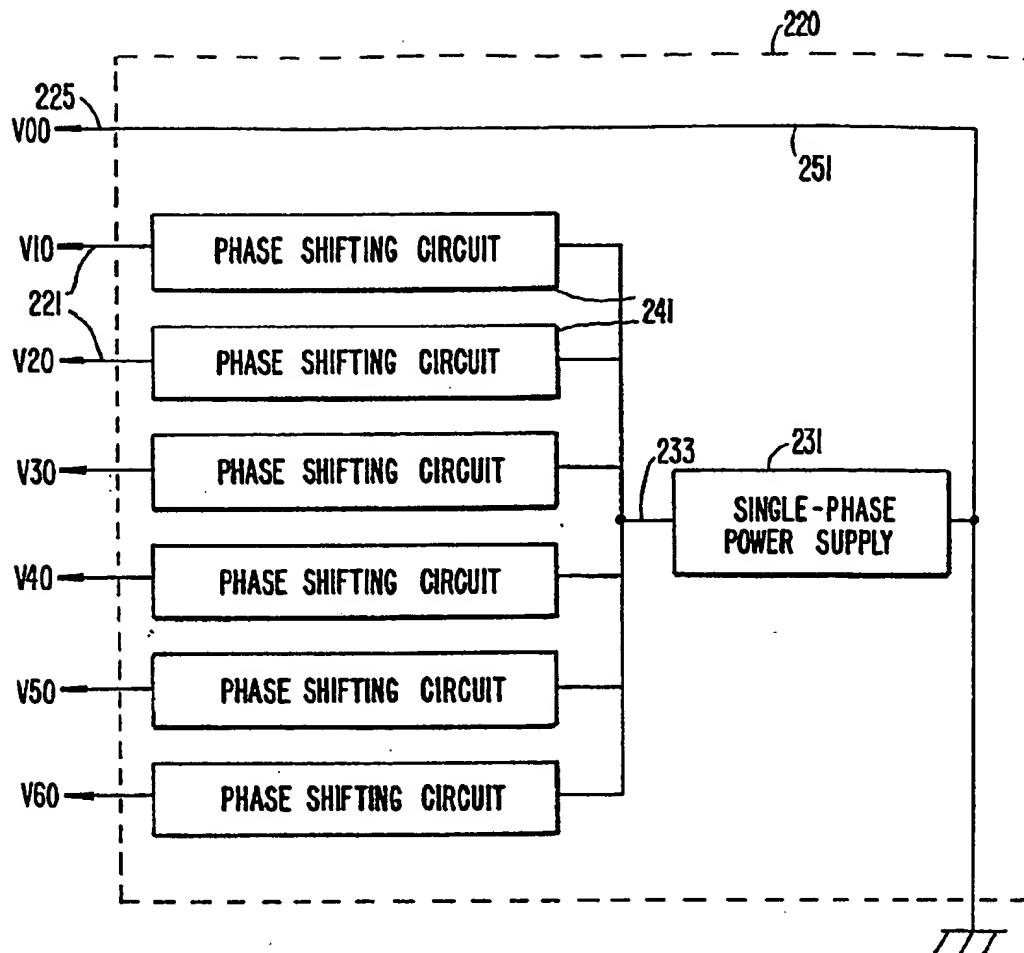 220
225
V00
251
V10
PHASE SHIFTING CIRCUIT
221
241
V20
PHASE SHIFTING CIRCUIT
V30
PHASE SHIFTING CIRCUIT
233
231
SINGLE-PHASE
POWER SUPPLY
V40
PHASE SHIFTING CIRCUIT
V50
PHASE SHIFTING CIRCUIT
V60
PHASE SHIFTING CIRCUIT